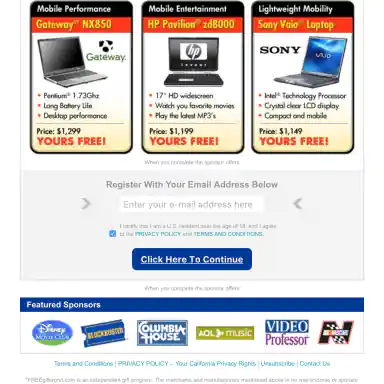 Mobile Performance
Gateway® NX850
Gateway.
• Pentium® 1.73Ghz
• Long Battery Life
• Desktop performance
Price: $1,299
YOURS FREE!
Mobile Entertainment
HP Pavilion® zd8000
hp
invent
• 17" HD widescreen
• Watch you favorite movies
• Play the latest MP3's
Price: $1,199
YOURS FREE!
Lightweight Mobility
Sony Vaio® Laptop
SONY
• Intel® Technology Processor
• Crystal clear LCD display
• Compact and mobile
Price: $1,149
YOURS FREE!
When you complete the sponsor offers
Register With Your Email Address Below
Enter your e-mail address here
I certify that I am a U.S. resident over the age of 18, and I agree
to the PRIVACY POLICY and TERMS AND CONDITIONS.
Click Here To Continue
When you complete the sponsor offers
Featured Sponsors
Disney
MOVIE CLUB
BLOCKBUSTER
COLUMBIA
HOUSE
AOL music
VIDEO
Professor
NASCAR
Terms and Conditions | PRIVACY POLICY – Your California Privacy Rights | Unsubscribe | Contact Us
is an independent gift program. The merchants and manufacturers mentioned above in no way endorse or sponsor